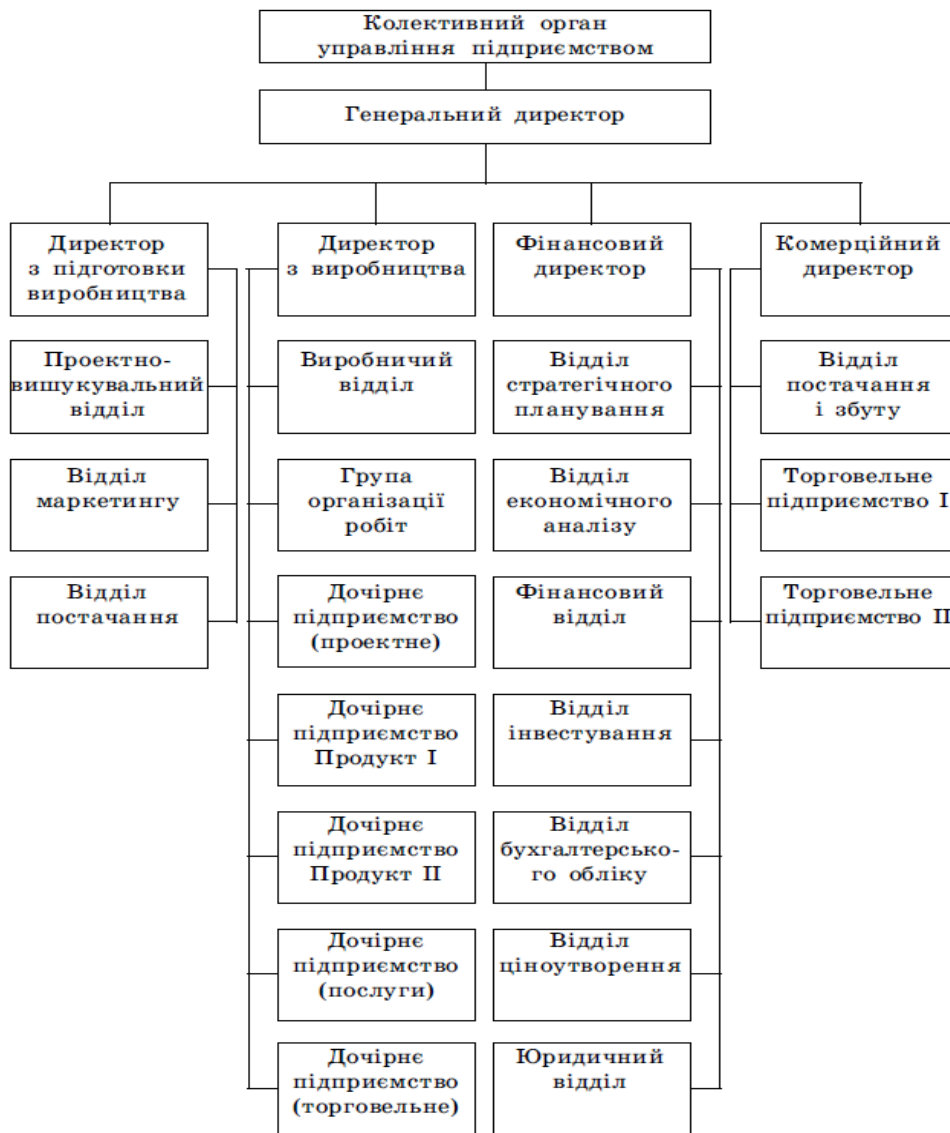 Колективний орган
управління підприємством
Генеральний директор
Директор
з підготовки
виробництва
Директор
з виробництва
Фінансовий
директор
Комерційний
директор
Проектно-
вишукувальний
відділ
Виробничий
відділ
Відділ
стратегічного
планування
Відділ
постачання
і збуту
Відділ
маркетингу
Група
організації
робіт
Відділ
економічного
аналізу
Торговельне
підприємство I
Відділ
постачання
Дочірнє
підприємство
(проектне)
Фінансовий
відділ
Торговельне
підприємство II
Дочірнє
підприємство
Продукт I
Відділ
інвестування
Дочірнє
підприємство
Продукт II
Відділ
бухгалтерсько-
го обліку
Дочірнє
підприємство
(послуги)
Відділ
ціноутворення
Дочірнє
підприємство
(торговельне)
Юридичний
відділ